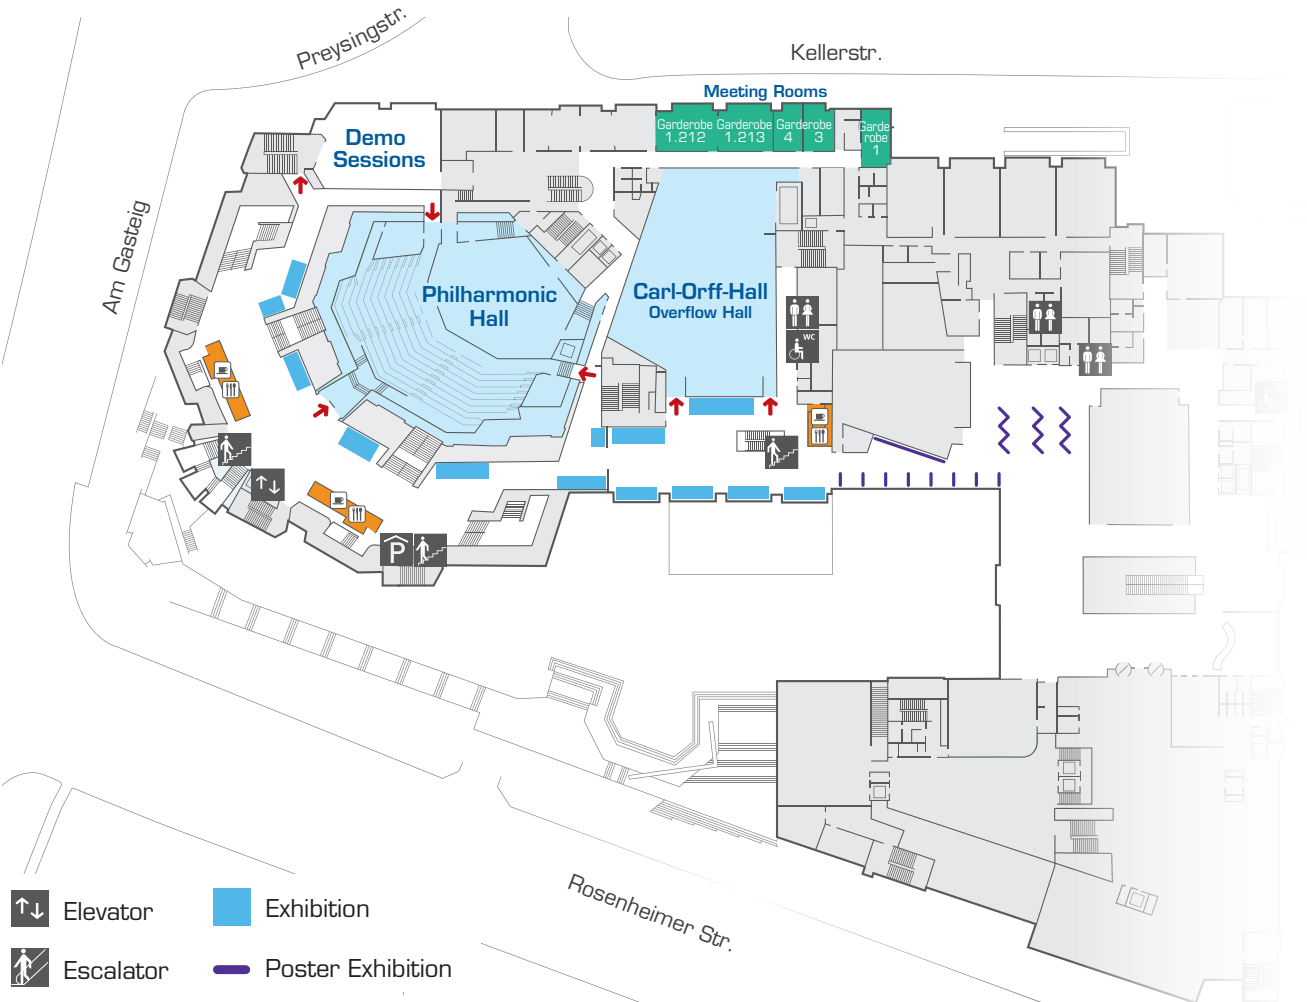 Preysingstr.
Kellerstr.
Meeting Rooms
Garderobe
1.212
Garderobe
1.213
Garderobe
4 3
Garde
robe
1
Demo
Sessions
Am Gasteig
Philharmonic
Hall
Carl-Orff-Hall
Overflow Hall
WC
P
Rosenheimer Str.
Elevator
Exhibition
Escalator
Poster Exhibition